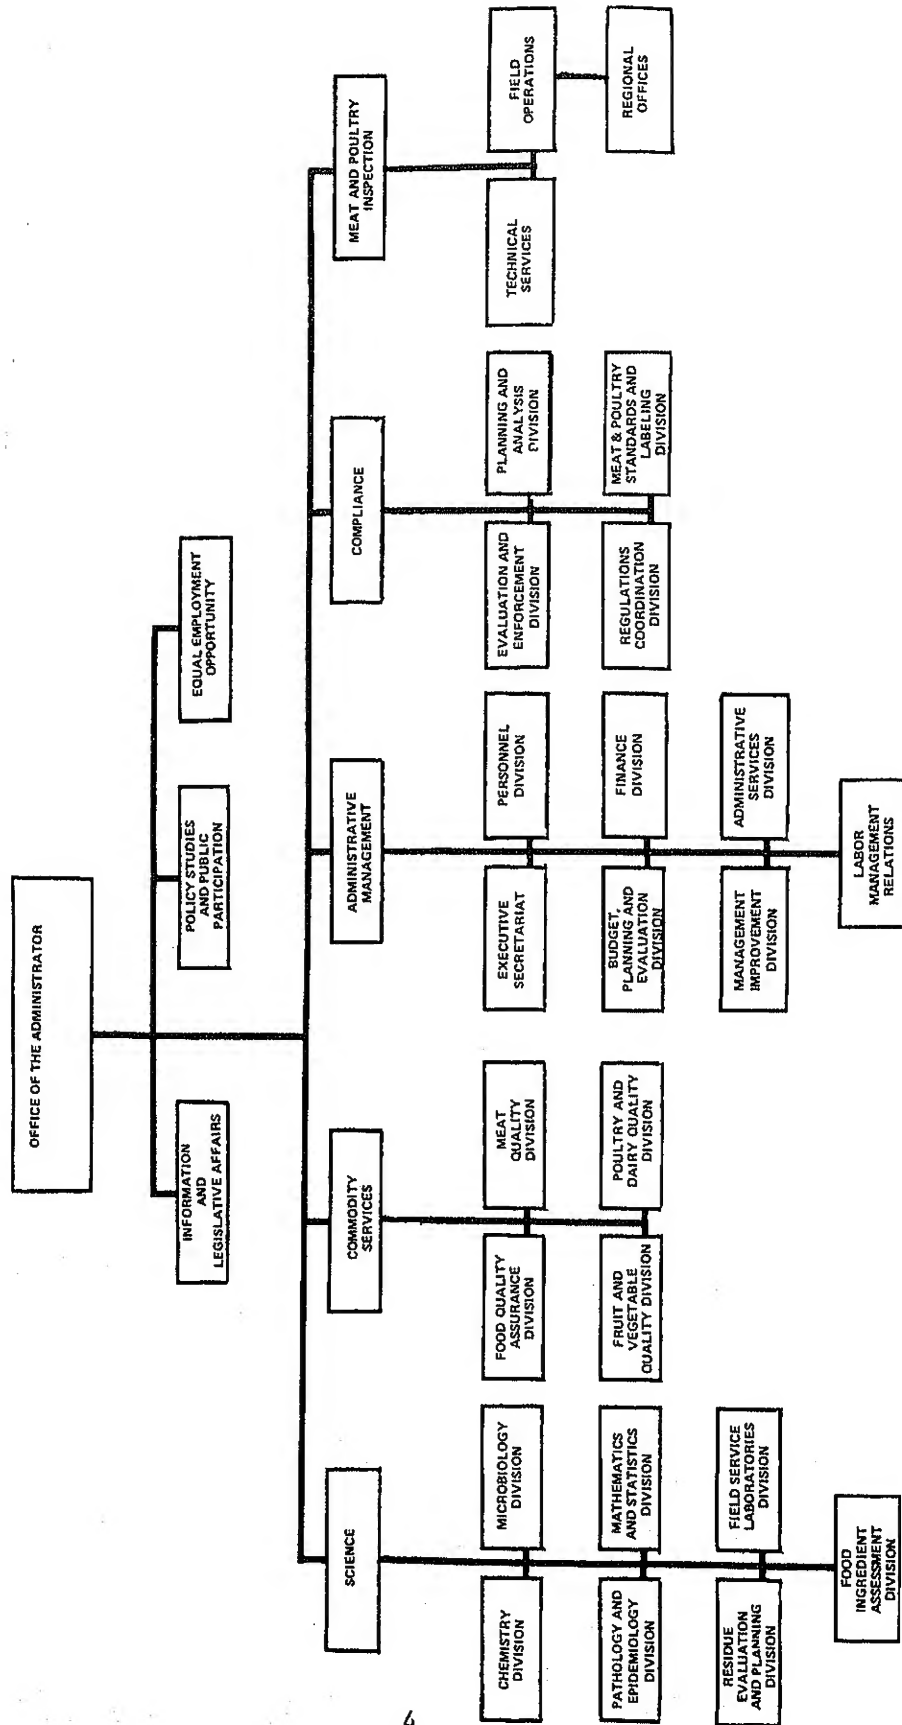 OFFICE OF THE ADMINISTRATOR
INFORMATION
AND
LEGISLATIVE AFFAIRS
POLICY STUDIES
AND PUBLIC
PARTICIPATION
EQUAL EMPLOYMENT
OPPORTUNITY
SCIENCE
COMMODITY
SERVICES
ADMINISTRATIVE
MANAGEMENT
COMPLIANCE
MEAT AND POULTRY
INSPECTION
CHEMISTRY
DIVISION
MICROBIOLOGY
DIVISION
PATHOLOGY AND
EPIDEMIOLOGY
DIVISION
MATHEMATICS
AND STATISTICS
DIVISION
RESIDUE
EVALUATION
AND PLANNING
DIVISION
FIELD SERVICE
LABORATORIES
DIVISION
FOOD
INGREDIENT
ASSESSMENT
DIVISION
FOOD QUALITY
ASSURANCE
DIVISION
MEAT
QUALITY
DIVISION
FRUIT AND
VEGETABLE
QUALITY DIVISION
POULTRY AND
DAIRY QUALITY
DIVISION
EXECUTIVE
SECRETARIAT
PERSONNEL
DIVISION
BUDGET,
PLANNING AND
EVALUATION
DIVISION
FINANCE
DIVISION
MANAGEMENT
IMPROVEMENT
DIVISION
ADMINISTRATIVE
SERVICES
DIVISION
LABOR
MANAGEMENT
RELATIONS
EVALUATION AND
ENFORCEMENT
DIVISION
PLANNING AND
ANALYSIS
DIVISION
REGULATIONS
COORDINATION
DIVISION
MEAT & POULTRY
STANDARDS AND
LABELING
DIVISION
TECHNICAL
SERVICES
FIELD
OPERATIONS
REGIONAL
OFFICES
4